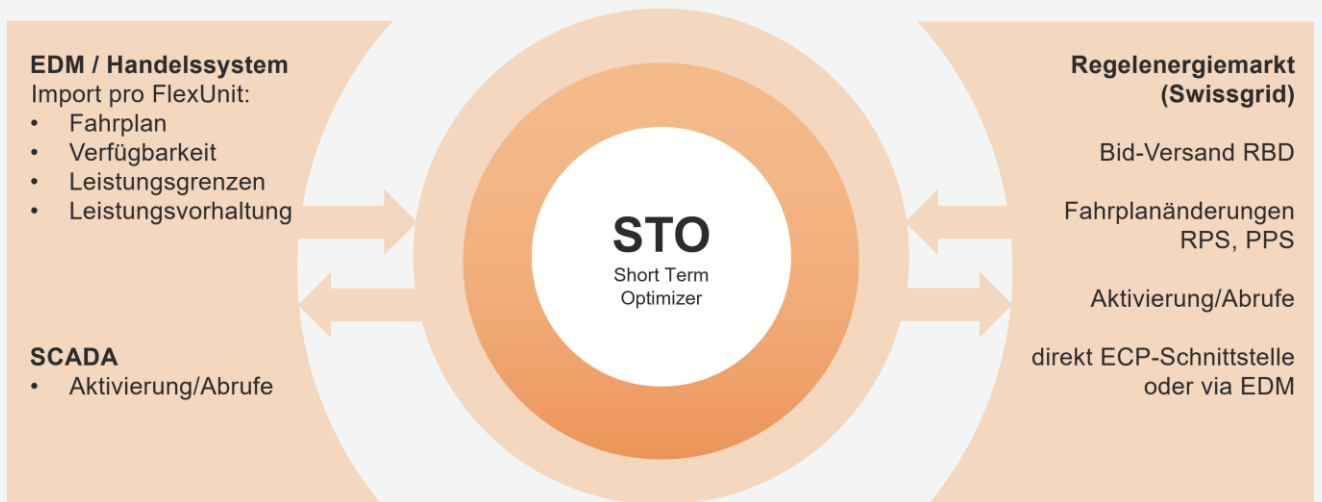 EDM / Handelssystem
Import pro FlexUnit:
• Fahrplan
• Verfügbarkeit
• Leistungsgrenzen
• Leistungsvorhaltung
SCADA
• Aktivierung/Abrufe
STO
Short Term
Optimizer
Regelenergiemarkt
(Swissgrid)
Bid-Versand RBD
Fahrplanänderungen
RPS, PPS
Aktivierung/Abrufe
direkt ECP-Schnittstelle
oder via EDM